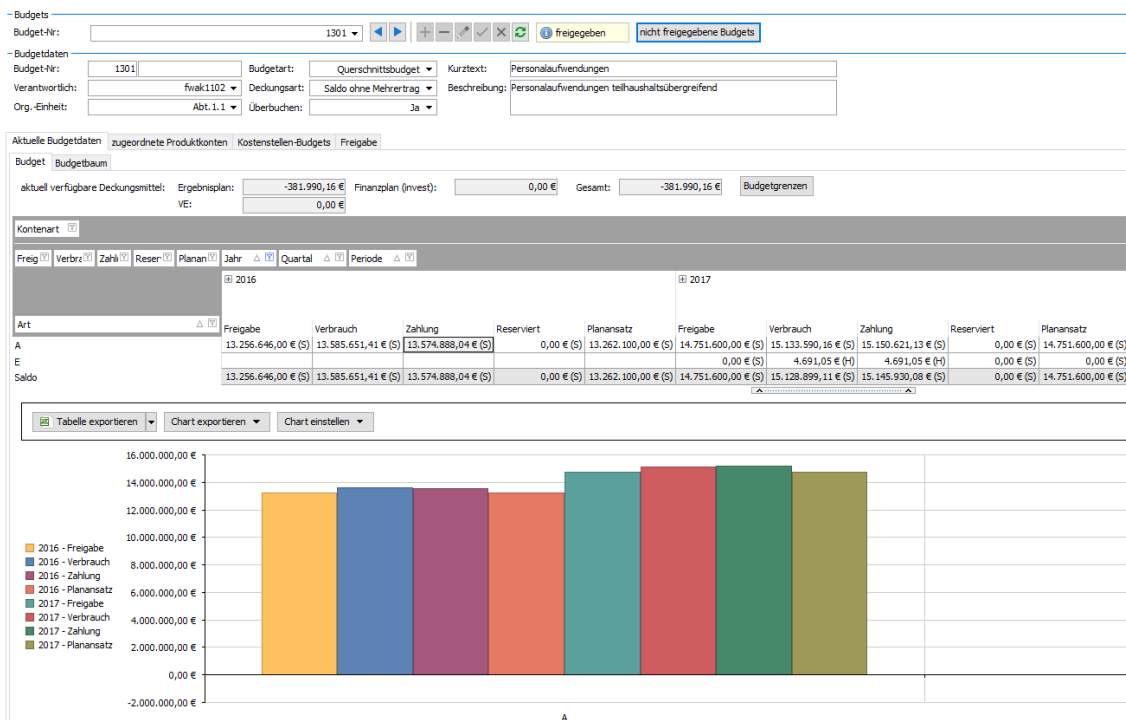 Budgets
Budget-Nr: 1301 freigegeben nicht freigegebene Budgets
Budgetdaten
Budget-Nr: 1301 Budgetart: Querschnittsbudget Kurztext: Personalaufwendungen
Verantwortlich: fwak1102 Deckungsart: Saldo ohne Mehrertrag Beschreibung: Personalaufwendungen teilhaushaltsübergreifend
Org.-Einheit: Abt.1.1 Überbuchen: Ja
Aktuelle Budgetdaten zugeordnete Produktkonten Kostenstellen-Budgets Freigabe
Budget Budgetbaum
aktuell verfügbare Deckungsmittel: Ergebnisplan: -381.990,16 € Finanzplan (invest): 0,00 € Gesamt: -381.990,16 € Budgetgrenzen
VE: 0,00 €
Kontenart
Freig Verbra Zahlu Reser Planan Jahr Quartal Periode
2016 2017
Art Freigabe Verbrauch Zahlung Reserviert Planansatz Freigabe Verbrauch Zahlung Reserviert Planansatz
A 13.256.646,00 € (S) 13.585.651,41 € (S) 13.574.888,04 € (S) 0,00 € (S) 13.262.100,00 € (S) 14.751.600,00 € (S) 15.133.590,16 € (S) 15.150.621,13 € (S) 0,00 € (S) 14.751.600,00 € (S)
E 0,00 € (S) 4.691,05 € (H) 4.691,05 € (H) 0,00 € (S) 0,00 € (S)
Saldo 13.256.646,00 € (S) 13.585.651,41 € (S) 13.574.888,04 € (S) 0,00 € (S) 13.262.100,00 € (S) 14.751.600,00 € (S) 15.128.899,11 € (S) 15.145.930,08 € (S) 0,00 € (S) 14.751.600,00 € (S)
Tabelle exportieren Chart exportieren Chart einstellen
16.000.000,00 €
14.000.000,00 €
12.000.000,00 €
10.000.000,00 €
8.000.000,00 €
6.000.000,00 €
4.000.000,00 €
2.000.000,00 €
0,00 €
-2.000.000,00 €
2016 - Freigabe
2016 - Verbrauch
2016 - Zahlung
2016 - Planansatz
2017 - Freigabe
2017 - Verbrauch
2017 - Zahlung
2017 - Planansatz
A